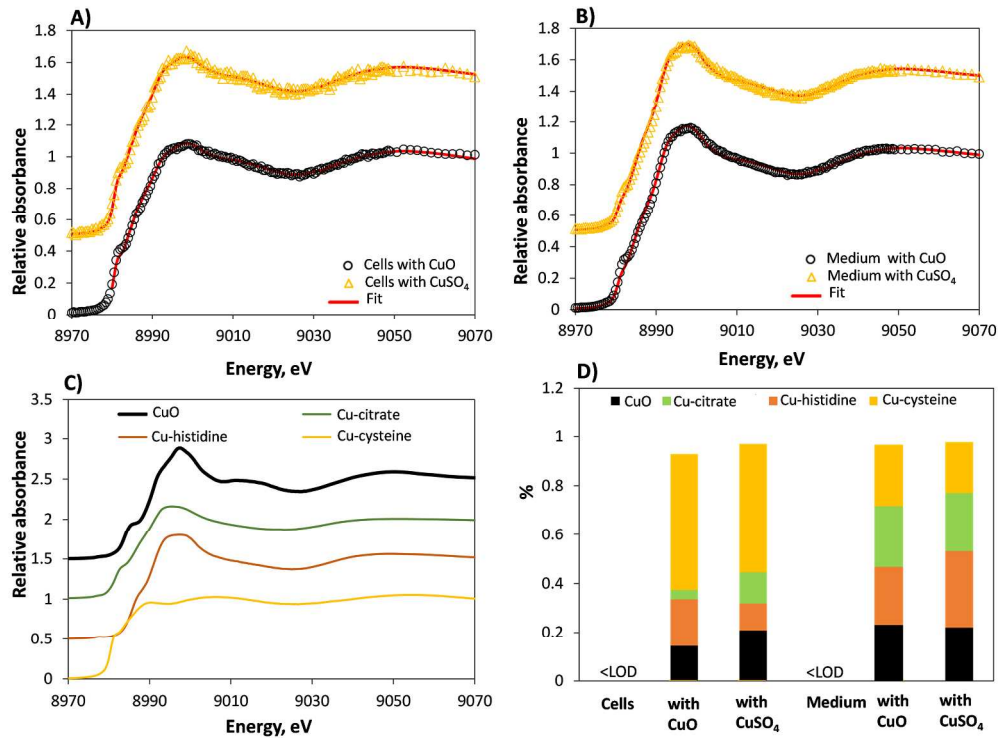 A)
1.8
1.6
1.4
1.2
1
0.8
0.6
0.4
0.2
0
Relative absorbance
Cells with CuO
Cells with CuSO₄
Fit
8970 8990 9010 9030 9050 9070
Energy, eV
B)
1.8
1.6
1.4
1.2
1
0.8
0.6
0.4
0.2
0
Relative absorbance
Medium with CuO
Medium with CuSO₄
Fit
8970 8990 9010 9030 9050 9070
Energy, eV
C)
3.5
3
2.5
2
1.5
1
0.5
0
Relative absorbance
CuO Cu-citrate
Cu-histidine Cu-cysteine
8970 8990 9010 9030 9050 9070
Energy, eV
D)
1.2
1
0.8
0.6
0.4
0.2
0
%
CuO Cu-citrate Cu-histidine Cu-cysteine
<LOD <LOD
Cells with CuO with CuSO₄ Medium with CuO with CuSO₄